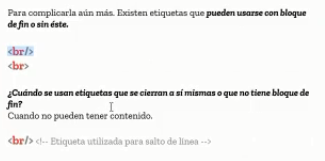 Para complicarla aún más. Existen etiquetas que pueden usarse con bloque
de fin o sin éste.
<br/>
<br>
¿Cuándo se usan etiquetas que se cierran a sí mismas o que no tiene bloque de
fin?
Cuando no pueden tener contenido.
<br/> <!-- Etiqueta utilizada para salto de línea -->